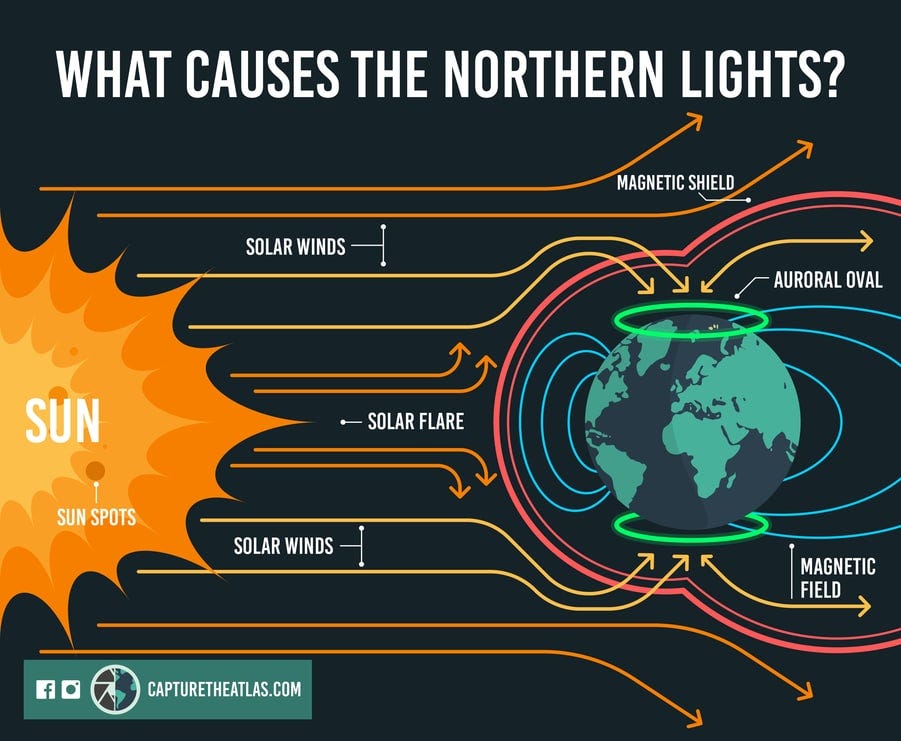 WHAT CAUSES THE NORTHERN LIGHTS?
MAGNETIC SHIELD
SOLAR WINDS
AURORAL OVAL
SUN
SOLAR FLARE
SUN SPOTS
SOLAR WINDS
MAGNETIC
FIELD
CAPTURETHEATLAS.COM